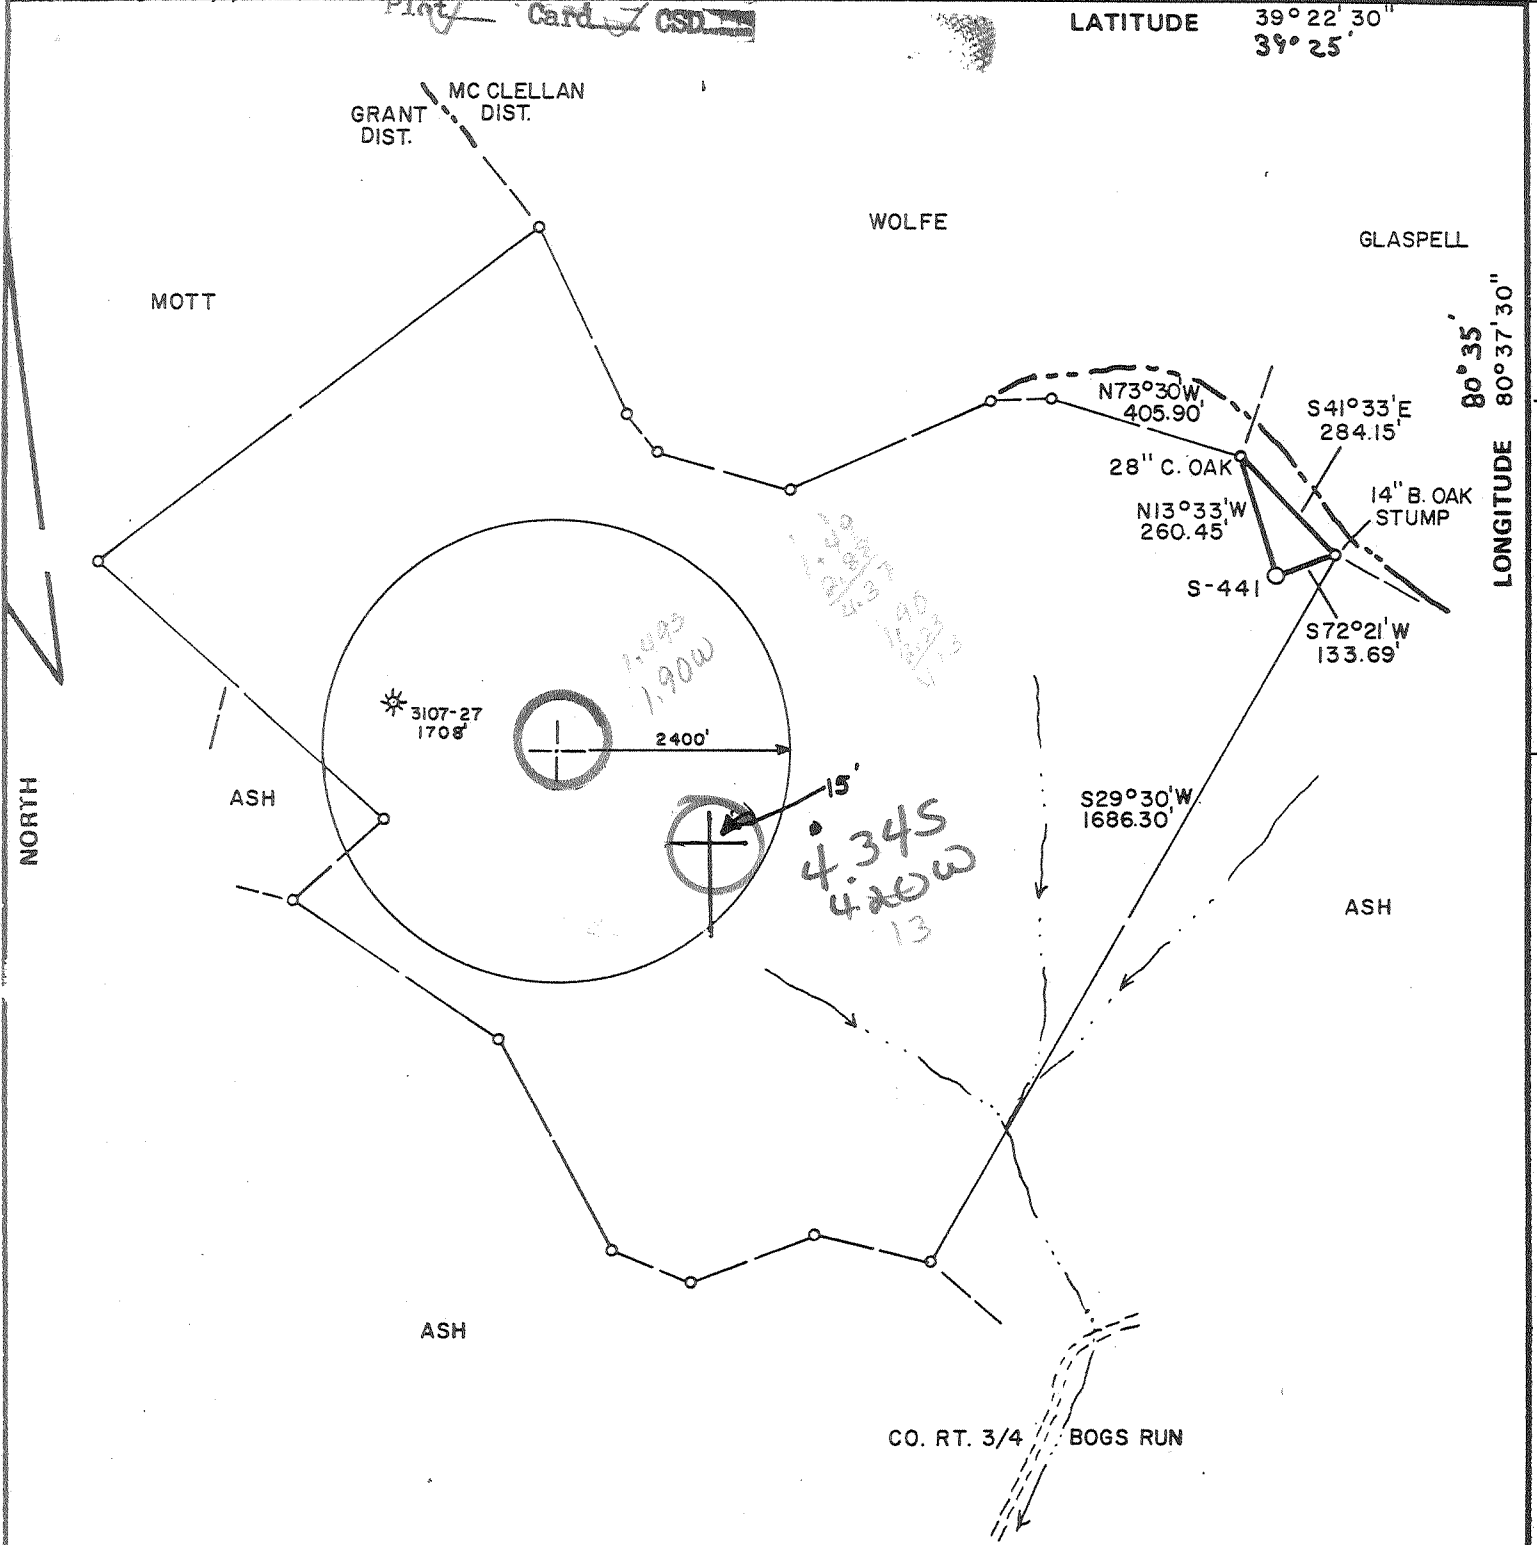 Plat Card CSD
LATITUDE 39° 22' 30"
39° 25'
MC CLELLAN
DIST.
GRANT
DIST.
WOLFE
GLASPELL
MOTT
80° 35'
LONGITUDE 80° 37' 30"
N73°30'W
405.90'
S41°33'E
284.15'
28" C. OAK
14" B. OAK
STUMP
N13°33'W
260.45'
S-441
S72°21'W
133.69'
1.493
1.90W
3107-27
1708'
2400'
15'
4.34S
4.20W
13
S29°30'W
1686.30'
NORTH
ASH
ASH
ASH
CO. RT. 3/4
BOGS RUN